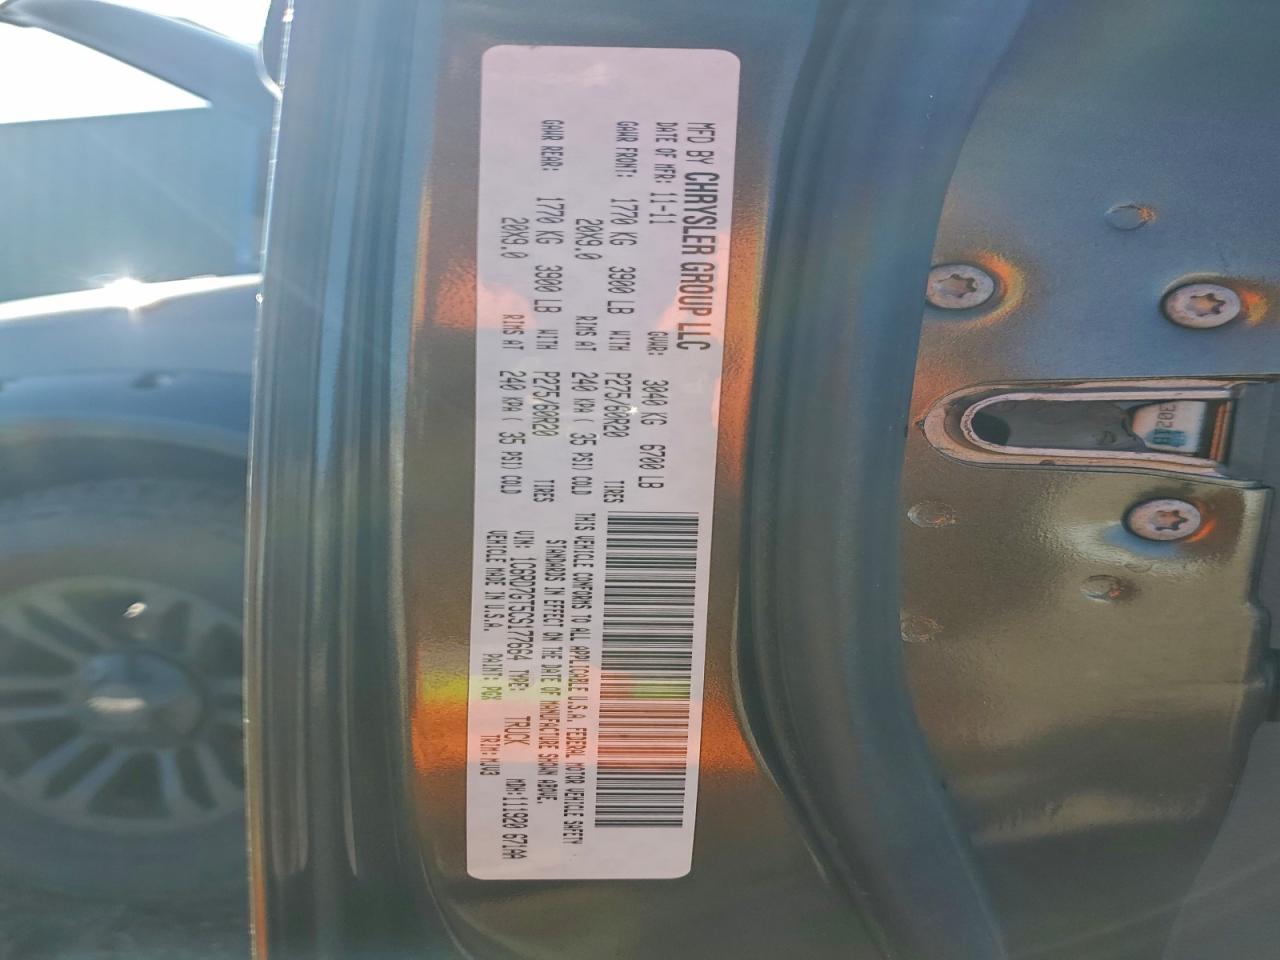 MFD BY CHRYSLER GROUP LLC
DATE OF MFR: 11-11 GVWR: 3040 KG 6700 LB
GAWR FRONT: 1770 KG 3900 LB WITH P275/60R20 TIRES
20X9.0 RIMS AT 240 KPA ( 35 PSI) COLD
GAWR REAR: 1770 KG 3900 LB WITH P275/60R20 TIRES
20X9.0 RIMS AT 240 KPA ( 35 PSI) COLD
THIS VEHICLE CONFORMS TO ALL APPLICABLE U.S.A. FEDERAL MOTOR VEHICLE SAFETY
STANDARDS IN EFFECT ON THE DATE OF MANUFACTURE SHOWN ABOVE.
VIN: 1C6RD7GT5CS177664 TYPE: TRUCK MDH: 111920 671AA
VEHICLE MADE IN U.S.A. PAINT: PGX TRIM: MJW3